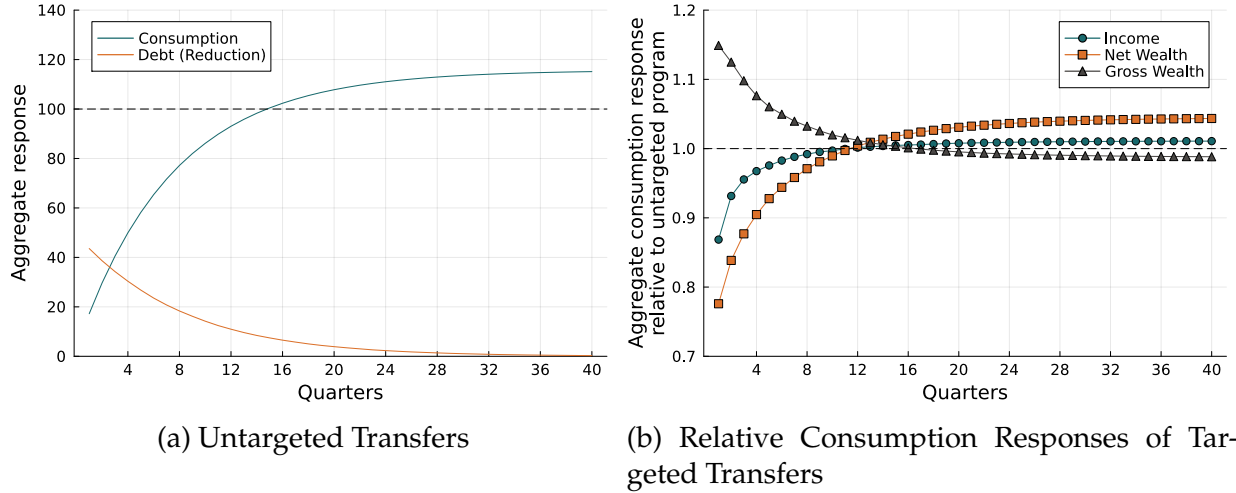 140
120
100
80
60
40
20
0
Aggregate response
Consumption
Debt (Reduction)
4 8 12 16 20 24 28 32 36 40
Quarters
(a) Untargeted Transfers
1.2
1.1
1.0
0.9
0.8
0.7
Aggregate consumption response
relative to untargeted program
Income
Net Wealth
Gross Wealth
4 8 12 16 20 24 28 32 36 40
Quarters
(b) Relative Consumption Responses of Tar-
geted Transfers